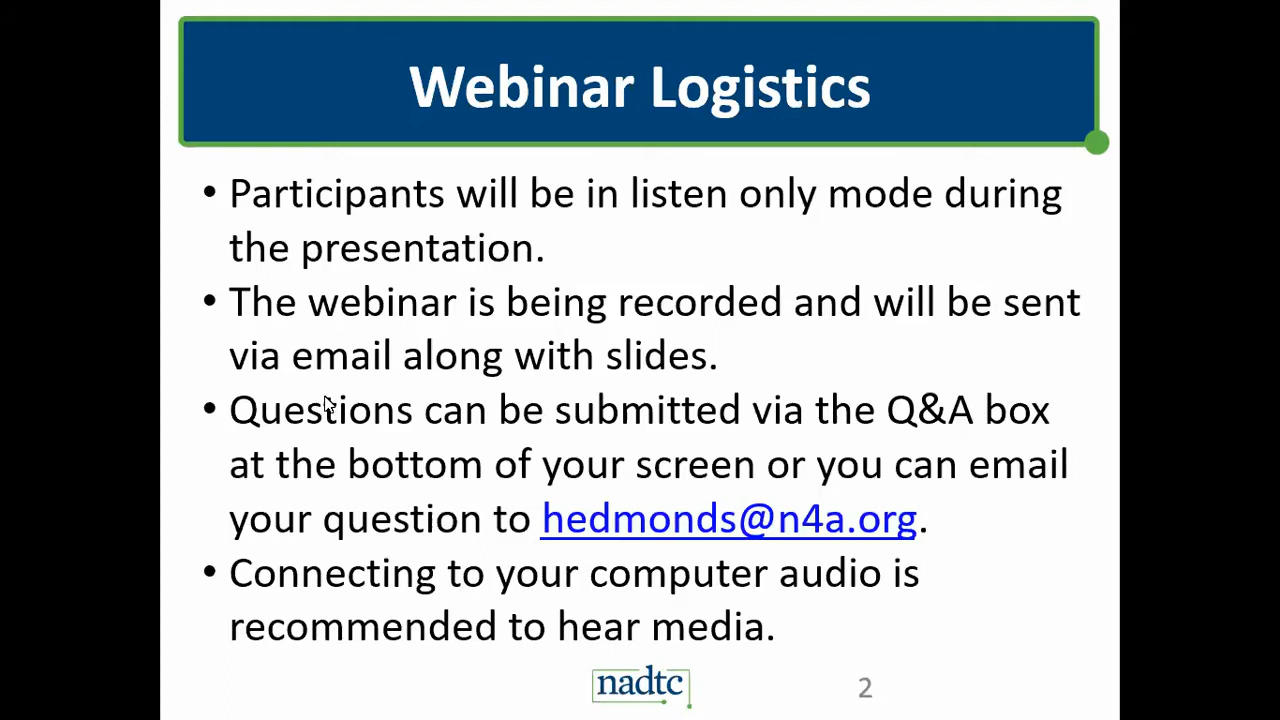 Webinar Logistics
• Participants will be in listen only mode during
the presentation.
• The webinar is being recorded and will be sent
via email along with slides.
• Questions can be submitted via the Q&A box
at the bottom of your screen or you can email
your question to hedmonds@n4a.org.
• Connecting to your computer audio is
recommended to hear media.
nadtc
2